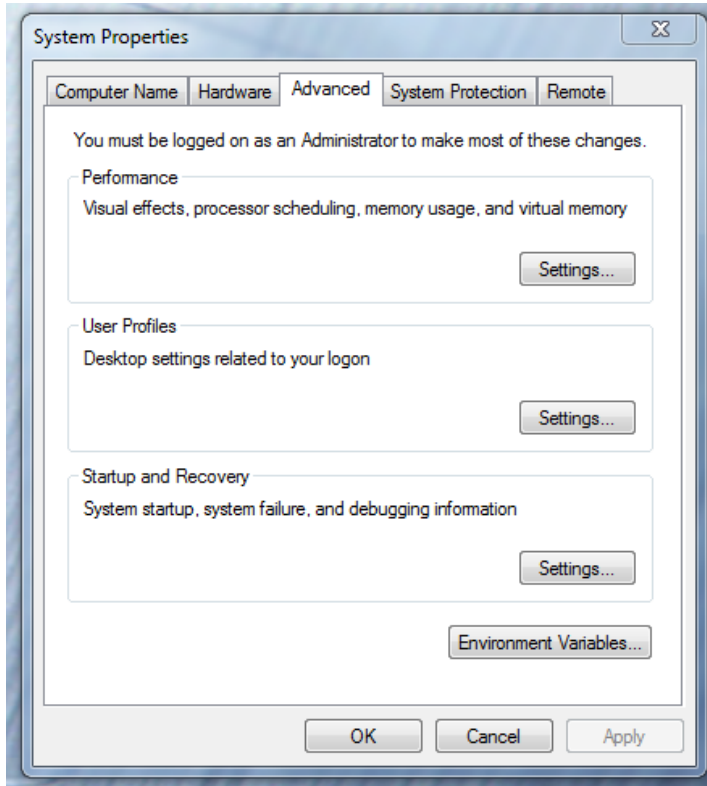 System Properties
Computer Name Hardware Advanced System Protection Remote
You must be logged on as an Administrator to make most of these changes.
Performance
Visual effects, processor scheduling, memory usage, and virtual memory
Settings...
User Profiles
Desktop settings related to your logon
Settings...
Startup and Recovery
System startup, system failure, and debugging information
Settings...
Environment Variables...
OK Cancel Apply